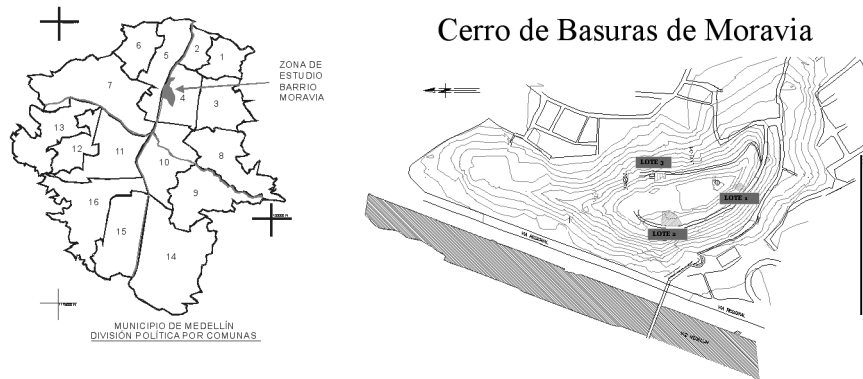 Cerro de Basuras de Moravia
6
5
2
1
7
4
3
13
12
11
10
8
9
16
15
14
ZONA DE
ESTUDIO
BARRIO
MORAVIA
MUNICIPIO DE MEDELLÍN
DIVISIÓN POLÍTICA POR COMUNAS
LOTE 3
LOTE 1
LOTE 2
VIA REGIONAL
VIA REGIONAL